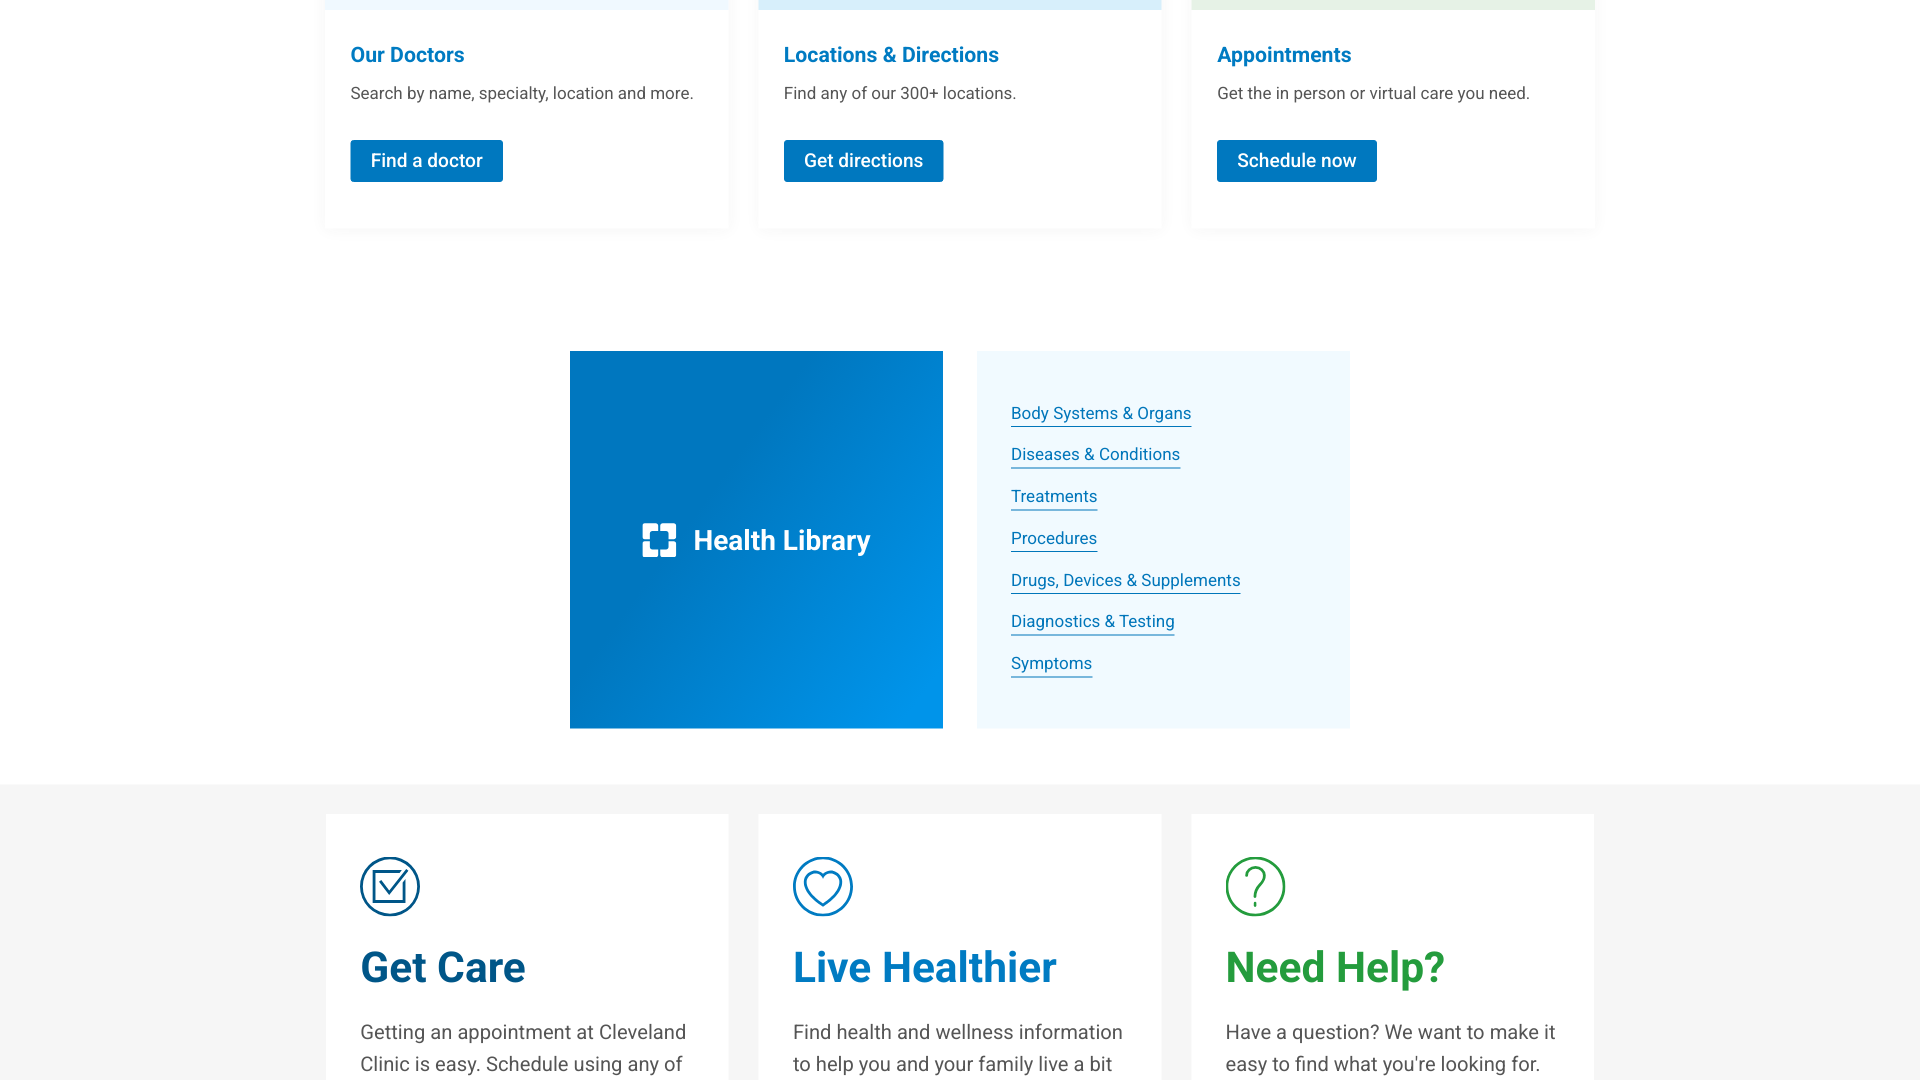 Our Doctors
Search by name, specialty, location and more.
Find a doctor
Locations & Directions
Find any of our 300+ locations.
Get directions
Appointments
Get the in person or virtual care you need.
Schedule now
Health Library
Body Systems & Organs
Diseases & Conditions
Treatments
Procedures
Drugs, Devices & Supplements
Diagnostics & Testing
Symptoms
Get Care
Getting an appointment at Cleveland
Clinic is easy. Schedule using any of
Live Healthier
Find health and wellness information
to help you and your family live a bit
Need Help?
Have a question? We want to make it
easy to find what you're looking for.